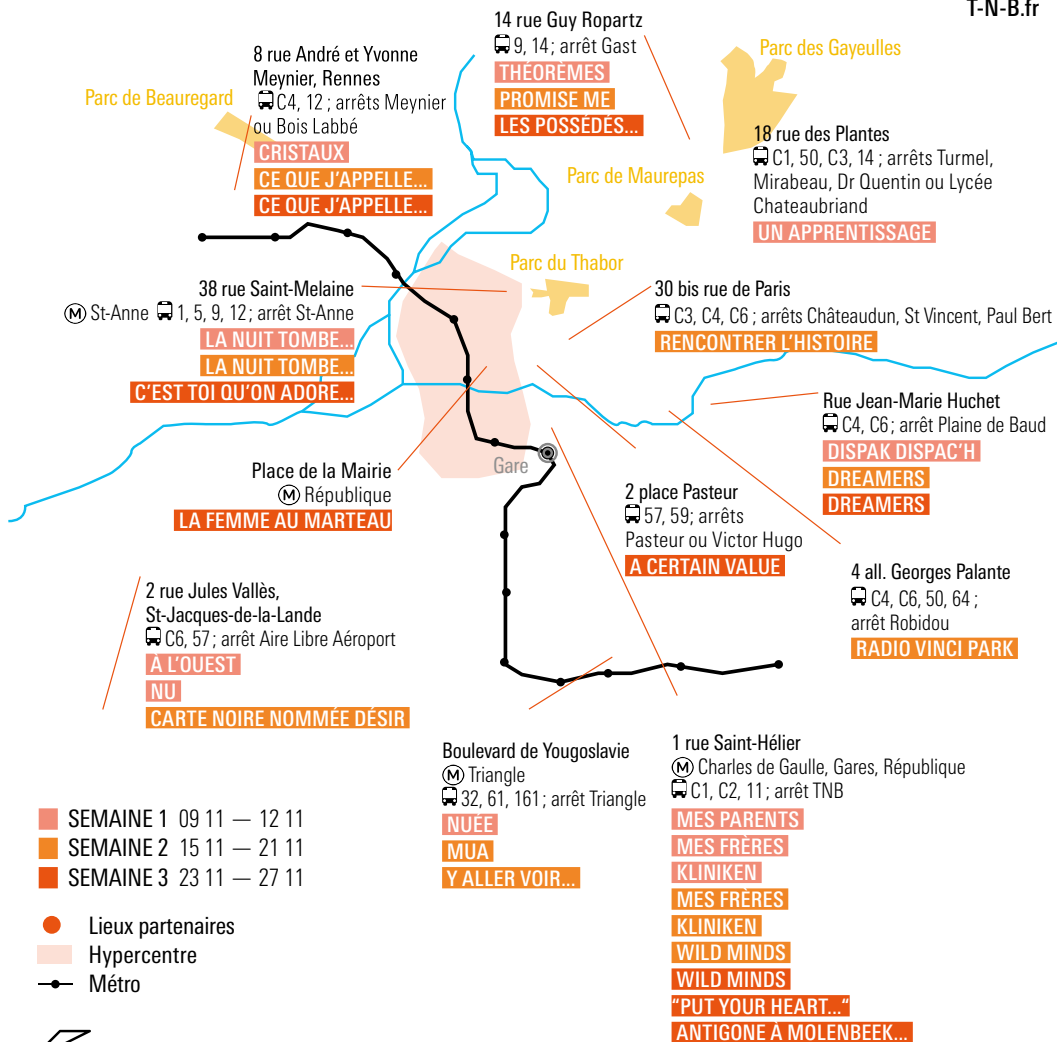 T-N-B.fr
14 rue Guy Ropartz
9, 14 ; arrêt Gast
THÉORÈMES
PROMISE ME
LES POSSÉDÉS...
8 rue André et Yvonne
Meynier, Rennes
C4, 12 ; arrêts Meynier
ou Bois Labbé
CRISTAUX
CE QUE J'APPELLE...
CE QUE J'APPELLE...
Parc de Beauregard
Parc des Gayeulles
18 rue des Plantes
C1, 50, C3, 14 ; arrêts Turmel,
Mirabeau, Dr Quentin ou Lycée
Chateaubriand
UN APPRENTISSAGE
Parc de Maurepas
Parc du Thabor
38 rue Saint-Melaine
M St-Anne 1, 5, 9, 12; arrêt St-Anne
LA NUIT TOMBE...
LA NUIT TOMBE...
C'EST TOI QU'ON ADORE...
30 bis rue de Paris
C3, C4, C6 ; arrêts Châteaudun, St Vincent, Paul Bert
RENCONTRER L'HISTOIRE
Rue Jean-Marie Huchet
C4, C6; arrêt Plaine de Baud
DISPAK DISPAC'H
DREAMERS
DREAMERS
Gare
Place de la Mairie
M République
LA FEMME AU MARTEAU
2 place Pasteur
57, 59; arrêts
Pasteur ou Victor Hugo
A CERTAIN VALUE
4 all. Georges Palante
C4, C6, 50, 64 ;
arrêt Robidou
RADIO VINCI PARK
2 rue Jules Vallès,
St-Jacques-de-la-Lande
C6, 57 ; arrêt Aire Libre Aéroport
À L'OUEST
NU
CARTE NOIRE NOMMÉE DÉSIR
Boulevard de Yougoslavie
M Triangle
32, 61, 161 ; arrêt Triangle
NUÉE
MUA
Y ALLER VOIR...
1 rue Saint-Hélier
M Charles de Gaulle, Gares, République
C1, C2, 11 ; arrêt TNB
MES PARENTS
MES FRÈRES
KLINIKEN
MES FRÈRES
KLINIKEN
WILD MINDS
WILD MINDS
"PUT YOUR HEART..."
ANTIGONE À MOLENBEEK...
SEMAINE 1 09 11 — 12 11
SEMAINE 2 15 11 — 21 11
SEMAINE 3 23 11 — 27 11
Lieux partenaires
Hypercentre
Métro